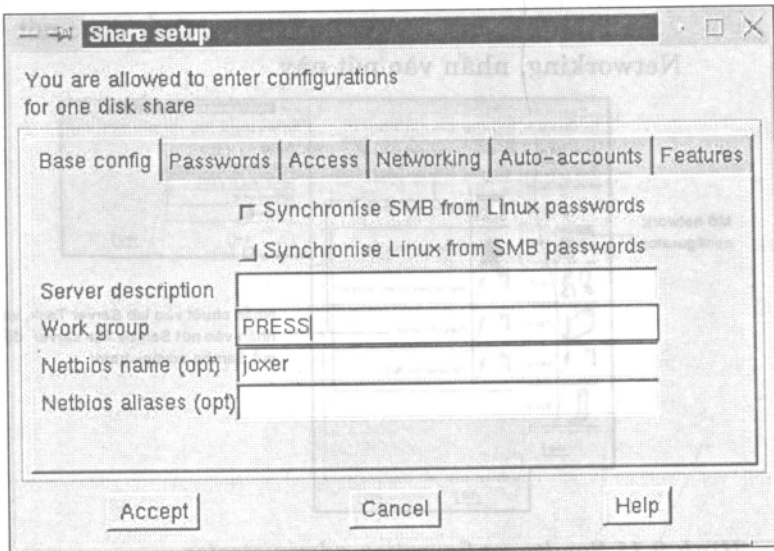 Share setup
You are allowed to enter configurations
for one disk share
Base config Passwords Access Networking Auto-accounts Features
Synchronise SMB from Linux passwords
Synchronise Linux from SMB passwords
Server description
Work group PRESS
Netbios name (opt) joxer
Netbios aliases (opt)
Accept Cancel Help